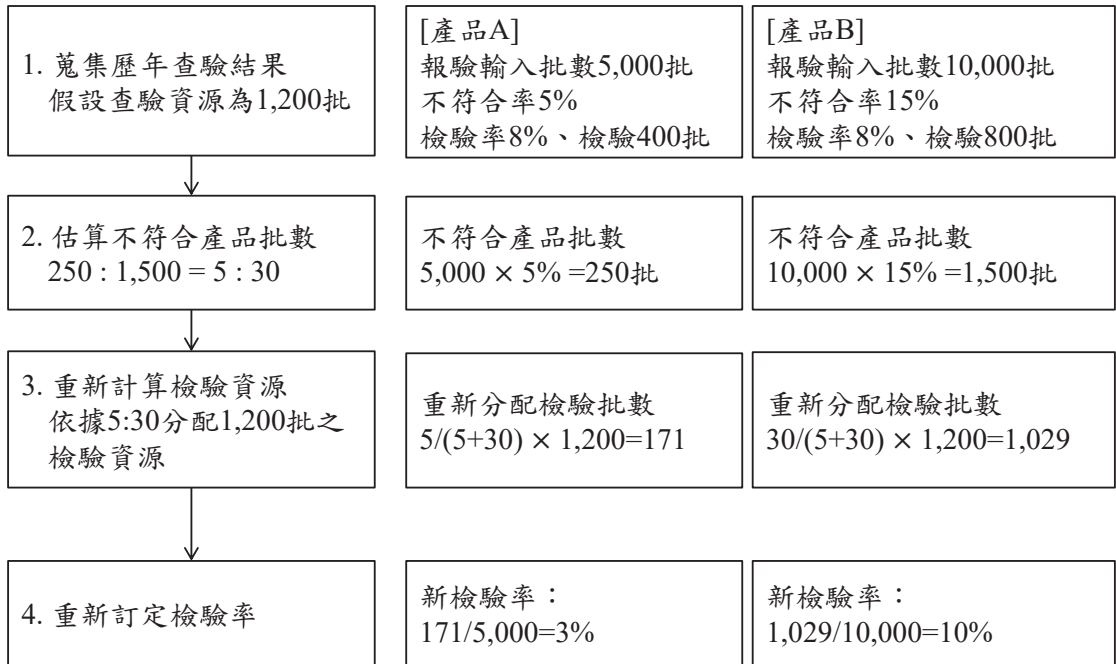 1. 蒐集歷年查驗結果
假設查驗資源為1,200批
[產品A]
報驗輸入批數5,000批
不符合率5%
檢驗率8%、檢驗400批
[產品B]
報驗輸入批數10,000批
不符合率15%
檢驗率8%、檢驗800批
2. 估算不符合產品批數
250 : 1,500 = 5 : 30
不符合產品批數
5,000 × 5% =250批
不符合產品批數
10,000 × 15% =1,500批
3. 重新計算檢驗資源
依據5:30分配1,200批之
檢驗資源
重新分配檢驗批數
5/(5+30) × 1,200=171
重新分配檢驗批數
30/(5+30) × 1,200=1,029
4. 重新訂定檢驗率
新檢驗率：
171/5,000=3%
新檢驗率：
1,029/10,000=10%